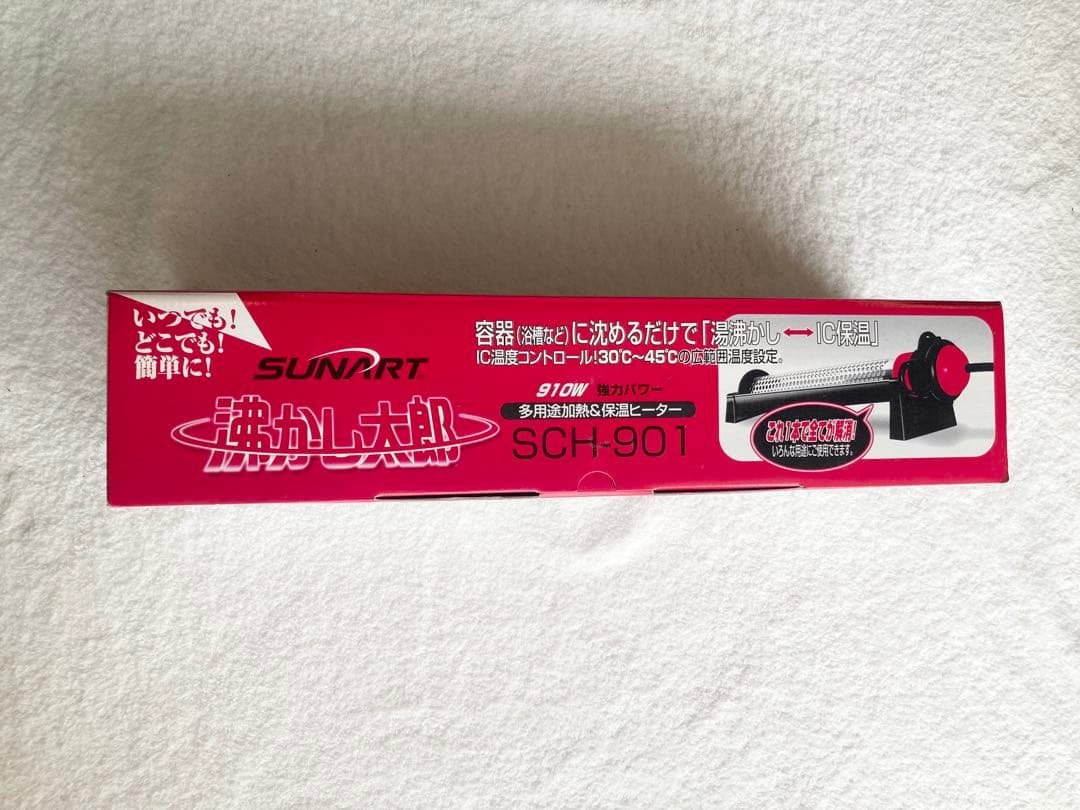 いつでも!
どこでも!
簡単に!
SUNART
沸かし太郎
容器(浴槽など)に沈めるだけで「湯沸かし⟷IC保温」
IC温度コントロール!30℃〜45℃の広範囲温度設定。
910W 強力パワー
多用途加熱&保温ヒーター
SCH-901
これ1本で全てが解消!
いろんな用途にご使用できます。